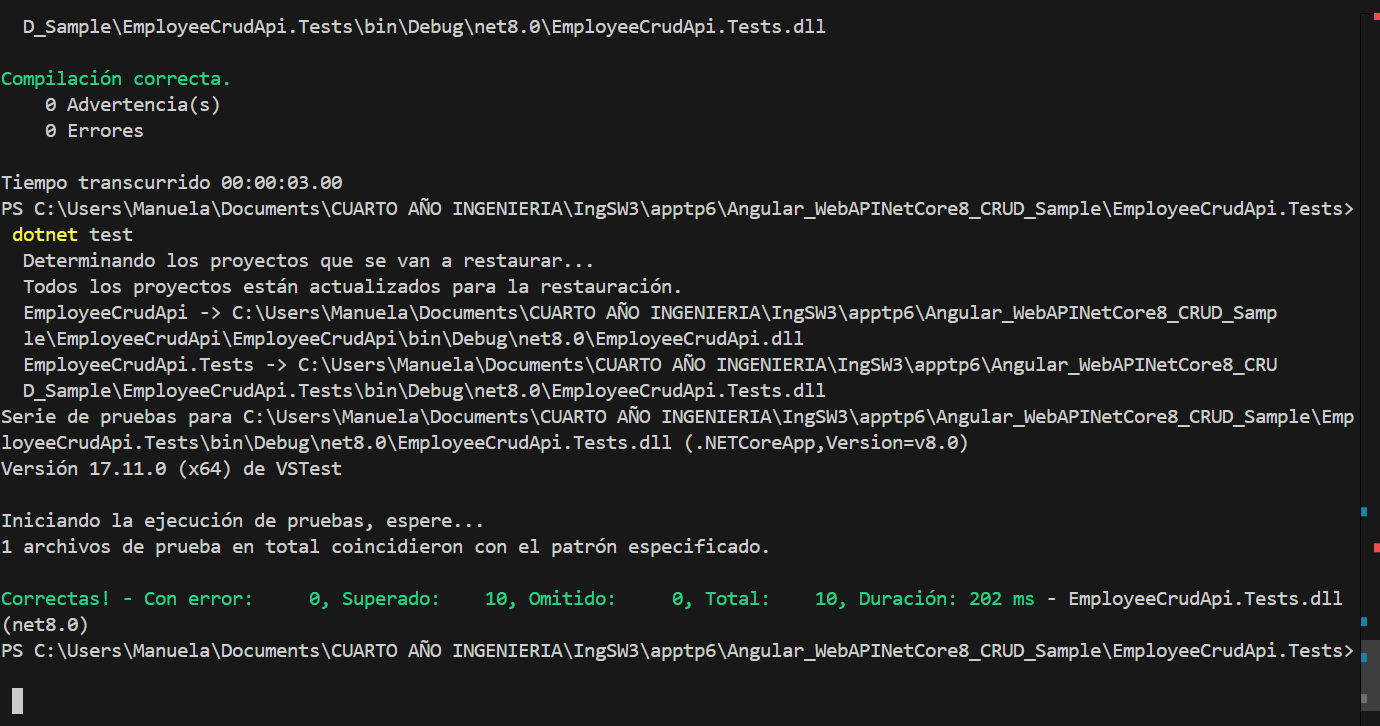 D_Sample\EmployeeCrudApi.Tests\bin\Debug\net8.0\EmployeeCrudApi.Tests.dll
Compilación correcta.
0 Advertencia(s)
0 Errores
Tiempo transcurrido 00:00:03.00
PS C:\Users\Manuela\Documents\CUARTO AÑO INGENIERIA\IngSW3\apptp6\Angular_WebAPINetCore8_CRUD_Sample\EmployeeCrudApi.Tests>
dotnet test
Determinando los proyectos que se van a restaurar...
Todos los proyectos están actualizados para la restauración.
EmployeeCrudApi -> C:\Users\Manuela\Documents\CUARTO AÑO INGENIERIA\IngSW3\apptp6\Angular_WebAPINetCore8_CRUD_Samp
le\EmployeeCrudApi\EmployeeCrudApi\bin\Debug\net8.0\EmployeeCrudApi.dll
EmployeeCrudApi.Tests -> C:\Users\Manuela\Documents\CUARTO AÑO INGENIERIA\IngSW3\apptp6\Angular_WebAPINetCore8_CRU
D_Sample\EmployeeCrudApi.Tests\bin\Debug\net8.0\EmployeeCrudApi.Tests.dll
Serie de pruebas para C:\Users\Manuela\Documents\CUARTO AÑO INGENIERIA\IngSW3\apptp6\Angular_WebAPINetCore8_CRUD_Sample\Emp
loyeeCrudApi.Tests\bin\Debug\net8.0\EmployeeCrudApi.Tests.dll (.NETCoreApp,Version=v8.0)
Versión 17.11.0 (x64) de VSTest
Iniciando la ejecución de pruebas, espere...
1 archivos de prueba en total coincidieron con el patrón especificado.
Correctas! - Con error:     0, Superado:    10, Omitido:     0, Total:    10, Duración: 202 ms - EmployeeCrudApi.Tests.dll
(net8.0)
PS C:\Users\Manuela\Documents\CUARTO AÑO INGENIERIA\IngSW3\apptp6\Angular_WebAPINetCore8_CRUD_Sample\EmployeeCrudApi.Tests>